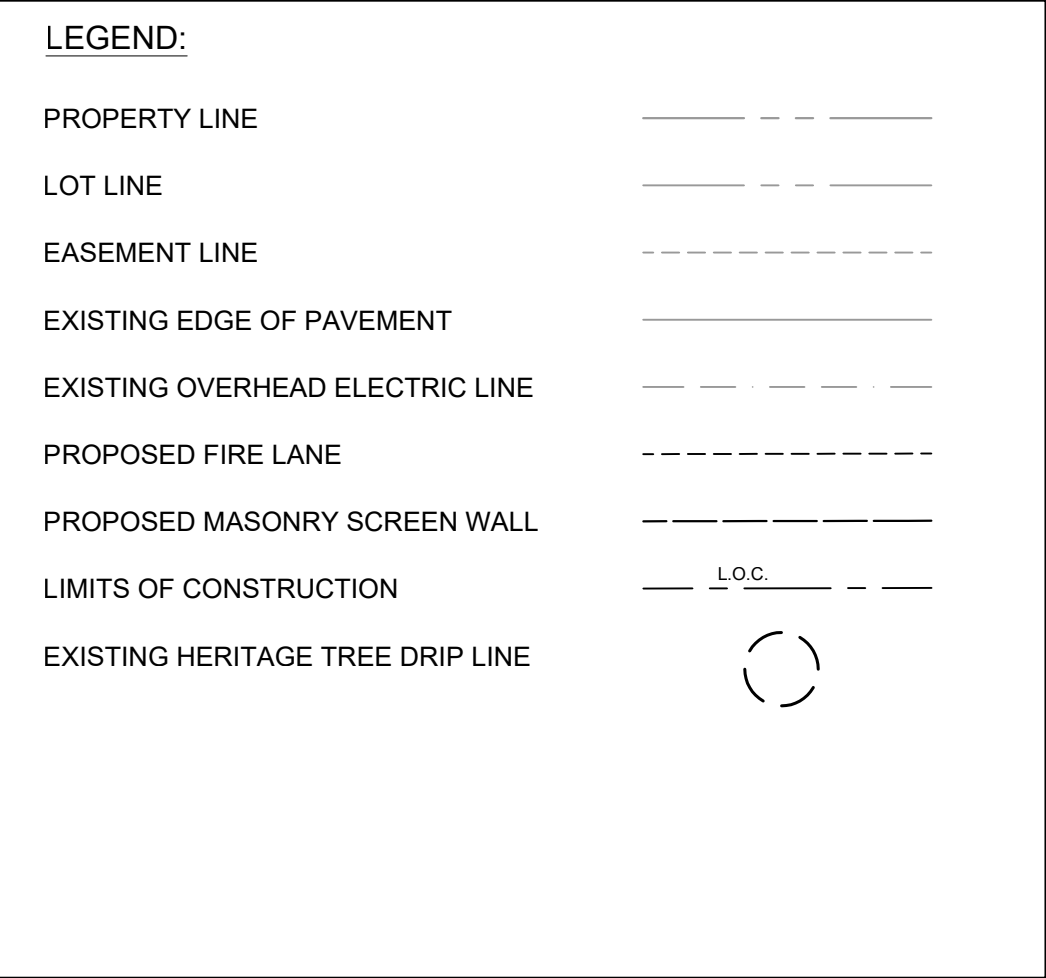 LEGEND:
PROPERTY LINE
LOT LINE
EASEMENT LINE
EXISTING EDGE OF PAVEMENT
EXISTING OVERHEAD ELECTRIC LINE
PROPOSED FIRE LANE
PROPOSED MASONRY SCREEN WALL
LIMITS OF CONSTRUCTION L.O.C.
EXISTING HERITAGE TREE DRIP LINE